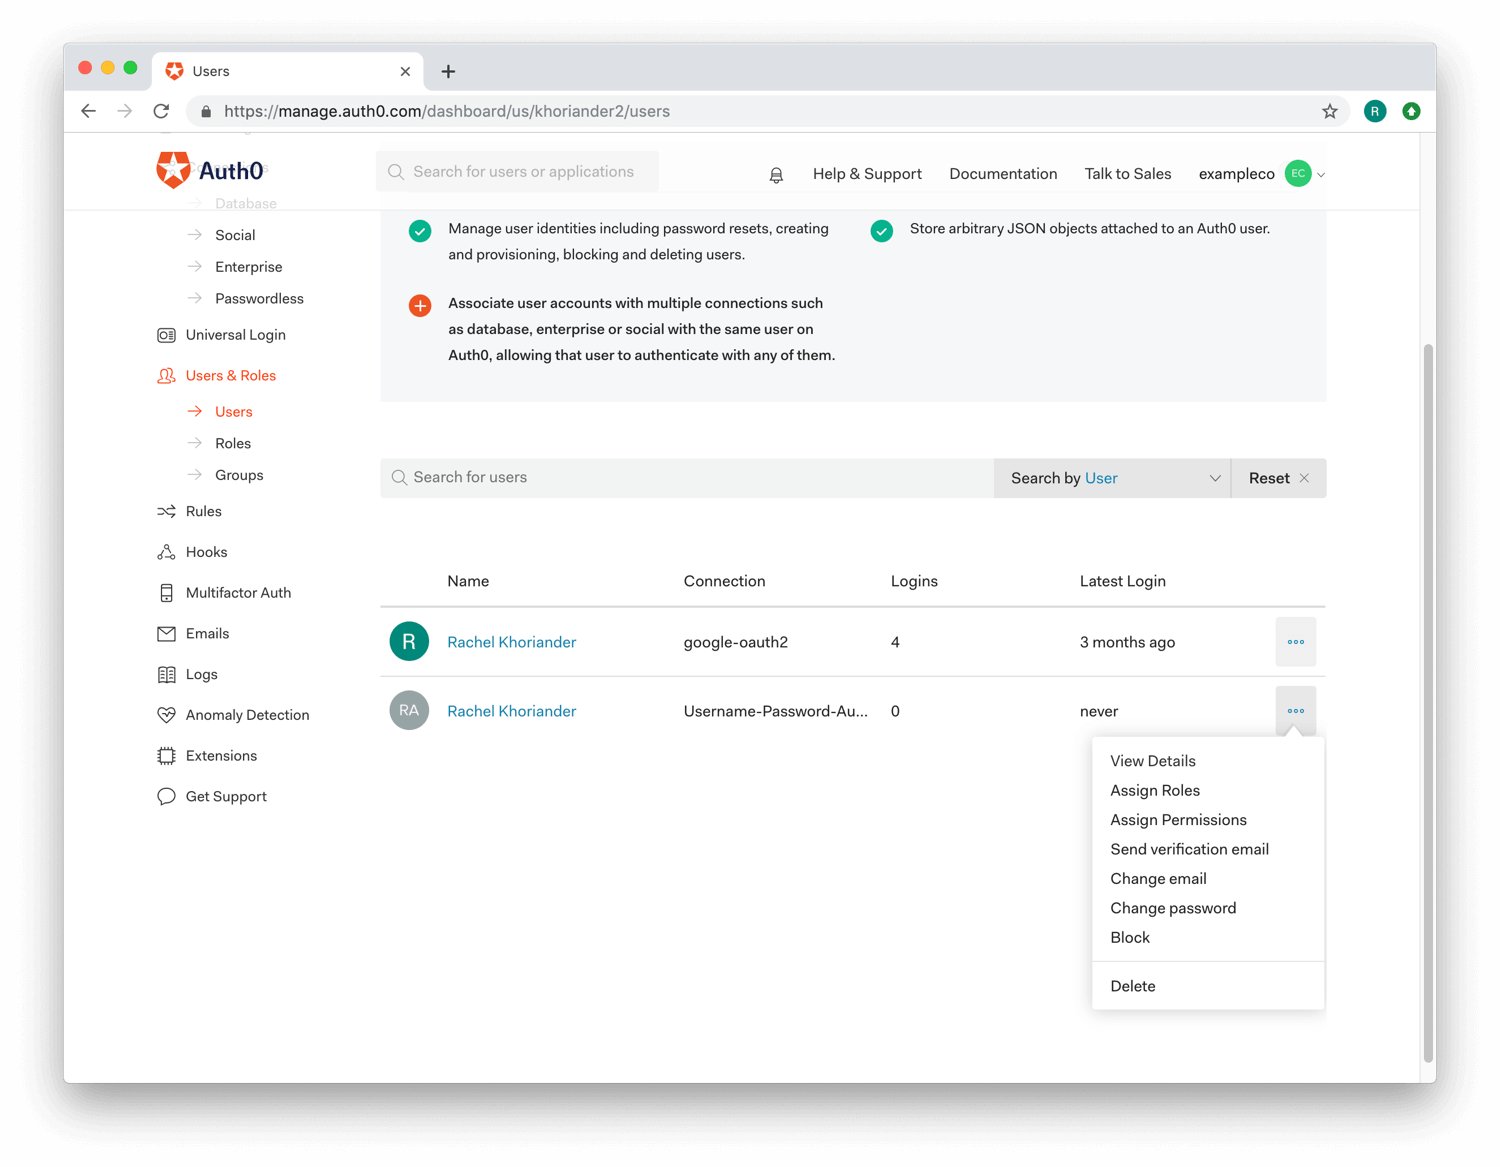 Users
https://manage.auth0.com/dashboard/us/khoriander2/users
R
Auth0
Search for users or applications
Help & Support
Documentation
Talk to Sales
exampleco
EC
Database
Social
Enterprise
Passwordless
Universal Login
Users & Roles
Users
Roles
Groups
Rules
Hooks
Multifactor Auth
Emails
Logs
Anomaly Detection
Extensions
Get Support
Manage user identities including password resets, creating
and provisioning, blocking and deleting users.
Store arbitrary JSON objects attached to an Auth0 user.
Associate user accounts with multiple connections such
as database, enterprise or social with the same user on
Auth0, allowing that user to authenticate with any of them.
Search for users
Search by User
Reset
Name Connection Logins Latest Login
R Rachel Khoriander google-oauth2 4 3 months ago
RA Rachel Khoriander Username-Password-Au... 0 never
View Details
Assign Roles
Assign Permissions
Send verification email
Change email
Change password
Block
Delete